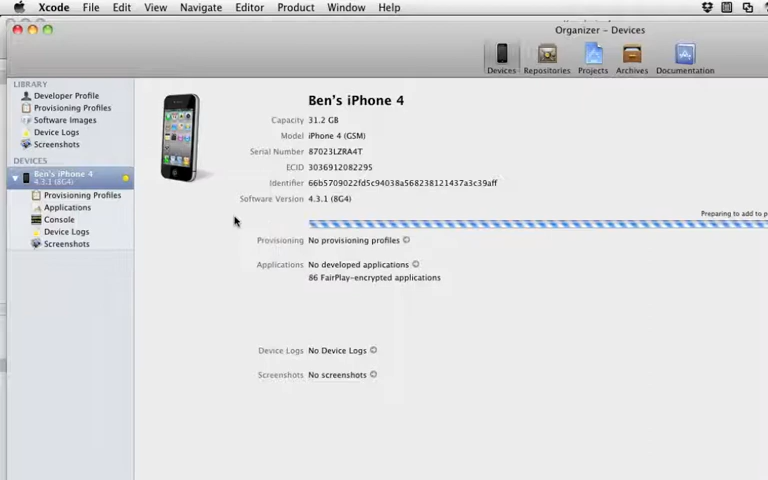 Xcode File Edit View Navigate Editor Product Window Help
Organizer - Devices
Devices Repositories Projects Archives Documentation
LIBRARY
Developer Profile
Provisioning Profiles
Software Images
Device Logs
Screenshots
DEVICES
Ben's iPhone 4
4.3.1 (8G4)
Provisioning Profiles
Applications
Console
Device Logs
Screenshots
Ben's iPhone 4
Capacity 31.2 GB
Model iPhone 4 (GSM)
Serial Number 87023LZRA4T
ECID 3036912082295
Identifier 66b5709022fd5c94038a568238121437a3c39aff
Software Version 4.3.1 (8G4)
Preparing to add to p
Provisioning No provisioning profiles
Applications No developed applications
86 FairPlay-encrypted applications
Device Logs No Device Logs
Screenshots No screenshots